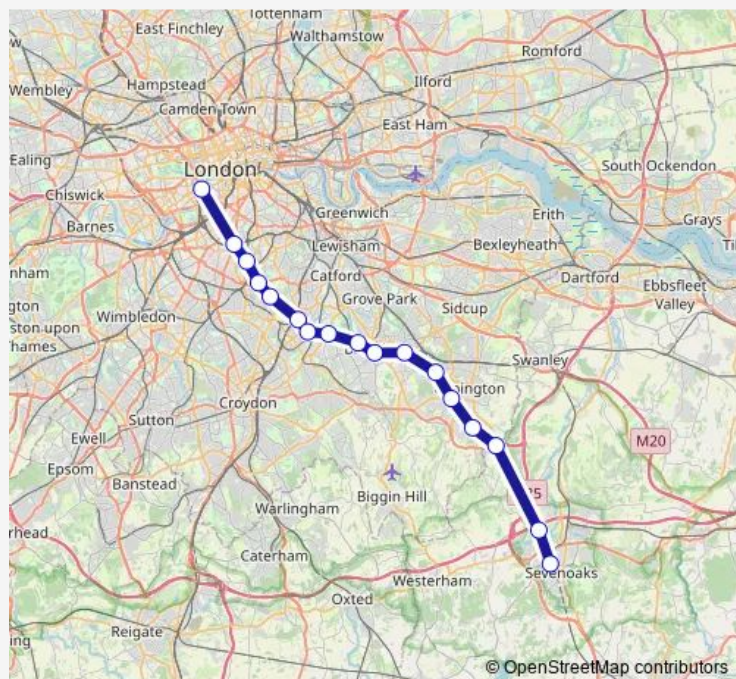 Tottenham
East Finchley
Walthamstow
Romford
Hampstead
Ilford
Wembley
Camden Town
East Ham
Ealing
London
South Ockendon
Chiswick
Greenwich
Erith
Grays
Barnes
Lewisham
Bexleyheath
Catford
Dartford
Ebbsfleet
Valley
Grove Park
Sidcup
Wimbledon
Swanley
Croydon
Sutton
Ewell
M20
Epsom
Banstead
Biggin Hill
Warlingham
Caterham
Westerham
Sevenoaks
Oxted
Reigate
© OpenStreetMap contributors